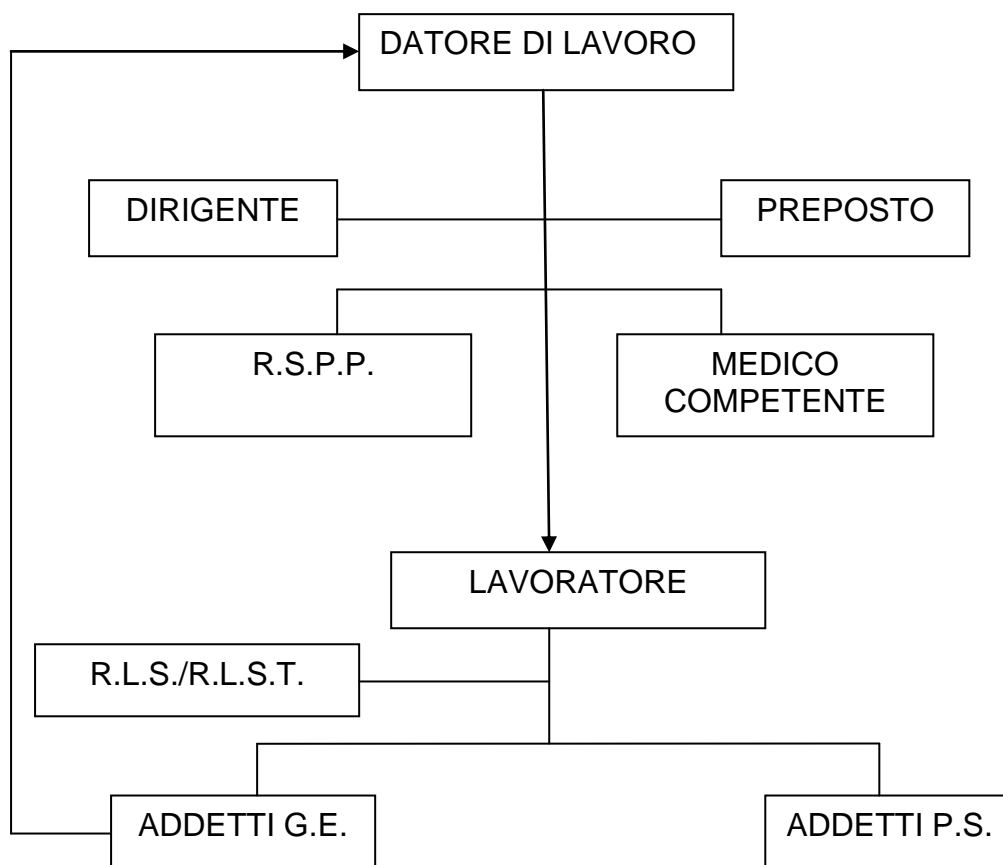 DATORE DI LAVORO
DIRIGENTE
PREPOSTO
R.S.P.P.
MEDICO
COMPETENTE
LAVORATORE
R.L.S./R.L.S.T.
ADDETTI G.E.
ADDETTI P.S.